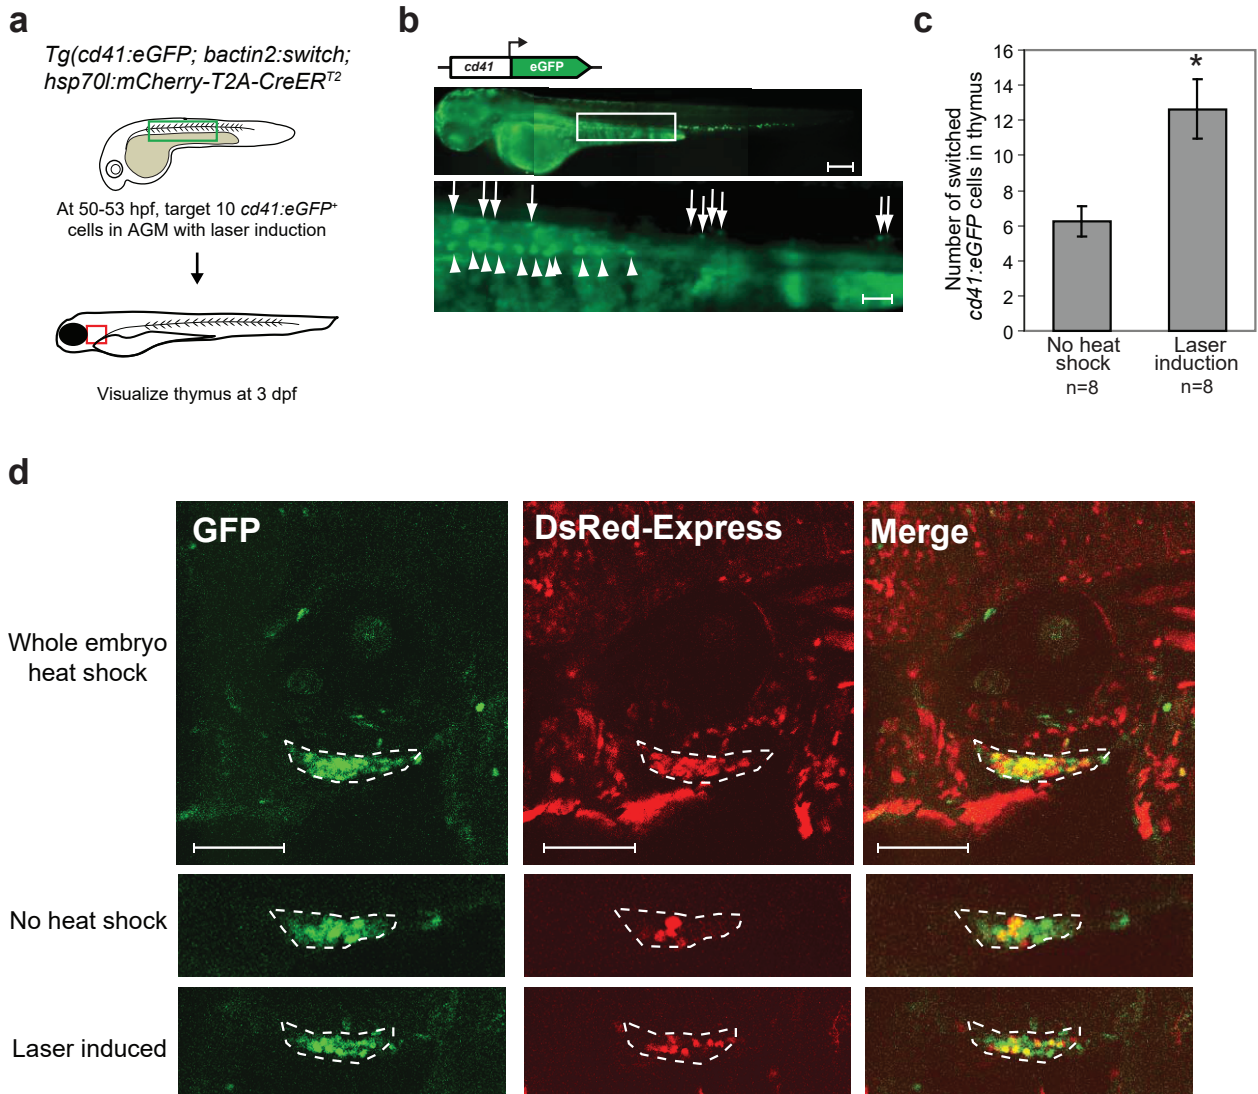 a
Tg(cd41:eGFP; bactin2:switch;
hsp70l:mCherry-T2A-CreER^T2
At 50-53 hpf, target 10 cd41:eGFP⁺
cells in AGM with laser induction
Visualize thymus at 3 dpf
b
cd41 eGFP
c
Number of switched
cd41:eGFP cells in thymus
16
14
12
10
8
6
4
2
0
*
No heat
shock
n=8
Laser
induction
n=8
d
GFP
DsRed-Express
Merge
Whole embryo
heat shock
No heat shock
Laser induced